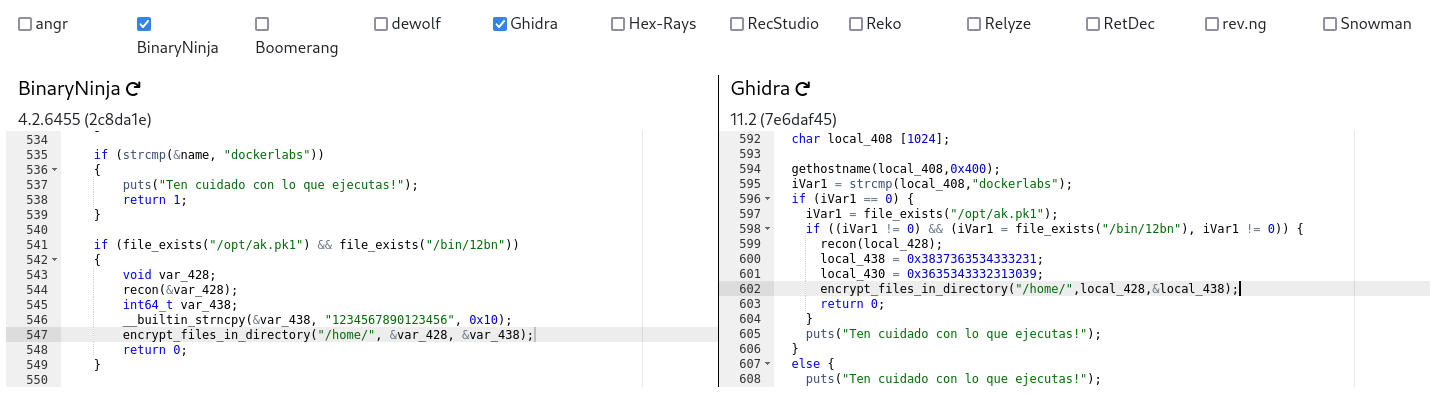 angr
BinaryNinja
Boomerang
dewolf
Ghidra
Hex-Rays
RecStudio
Reko
Relyze
RetDec
rev.ng
Snowman
BinaryNinja
4.2.6455 (2c8da1e)
534
535 if (strcmp(&name, "dockerlabs"))
536 {
537 puts("Ten cuidado con lo que ejecutas!");
538 return 1;
539 }
540
541 if (file_exists("/opt/ak.pk1") && file_exists("/bin/12bn"))
542 {
543 void var_428;
544 recon(&var_428);
545 int64_t var_438;
546 __builtin_strncpy(&var_438, "1234567890123456", 0x10);
547 encrypt_files_in_directory("/home/", &var_428, &var_438);
548 return 0;
549 }
550
Ghidra
11.2 (7e6daf45)
592 char local_408 [1024];
593
594 gethostname(local_408,0x400);
595 iVar1 = strcmp(local_408,"dockerlabs");
596 if (iVar1 == 0) {
597 iVar1 = file_exists("/opt/ak.pk1");
598 if ((iVar1 != 0) && (iVar1 = file_exists("/bin/12bn"), iVar1 != 0)) {
599 recon(local_428);
600 local_438 = 0x3837363534333231;
601 local_430 = 0x3635343332313039;
602 encrypt_files_in_directory("/home/",local_428,&local_438);
603 return 0;
604 }
605 puts("Ten cuidado con lo que ejecutas!");
606 }
607 else {
608 puts("Ten cuidado con lo que ejecutas!");